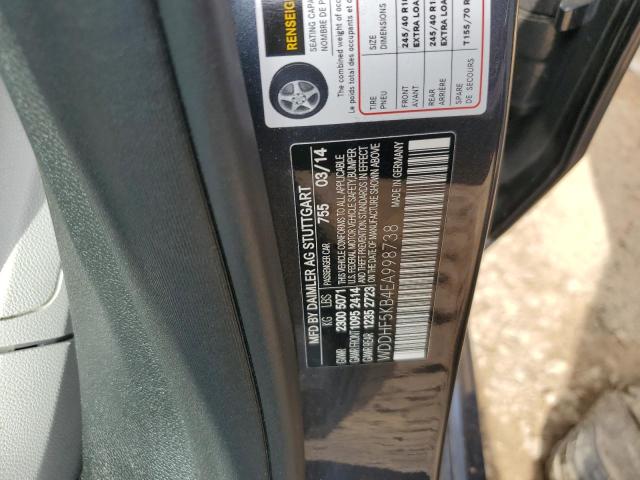 RENSEIGNE
SEATING CAPA
NOMBRE DE P
The combined weight of occup
Le poids total des occupants et d
TIRE
PNEU
SIZE
DIMENSIONS
FRONT
AVANT
245/40 R1
EXTRA LOA
REAR
ARRIÈRE
245/40 R1
EXTRA LOA
SPARE
DE SECOURS
T155/70 R
MFD BY DAIMLER AG STUTTGART
KG LBS PASSENGER CAR 755 03/14
GVWR 2300 5071 THIS VEHICLE CONFORMS TO ALL APPLICABLE
GAWR FRONT 1095 2414 U.S. FEDERAL MOTOR VEHICLE SAFETY/BUMPER
GAWR REAR 1235 2723 AND THEFT PREVENTION STANDARDS IN EFFECT
ON THE DATE OF MANUFACTURE SHOWN ABOVE
MADE IN GERMANY
WDDHF5KB4EA998738